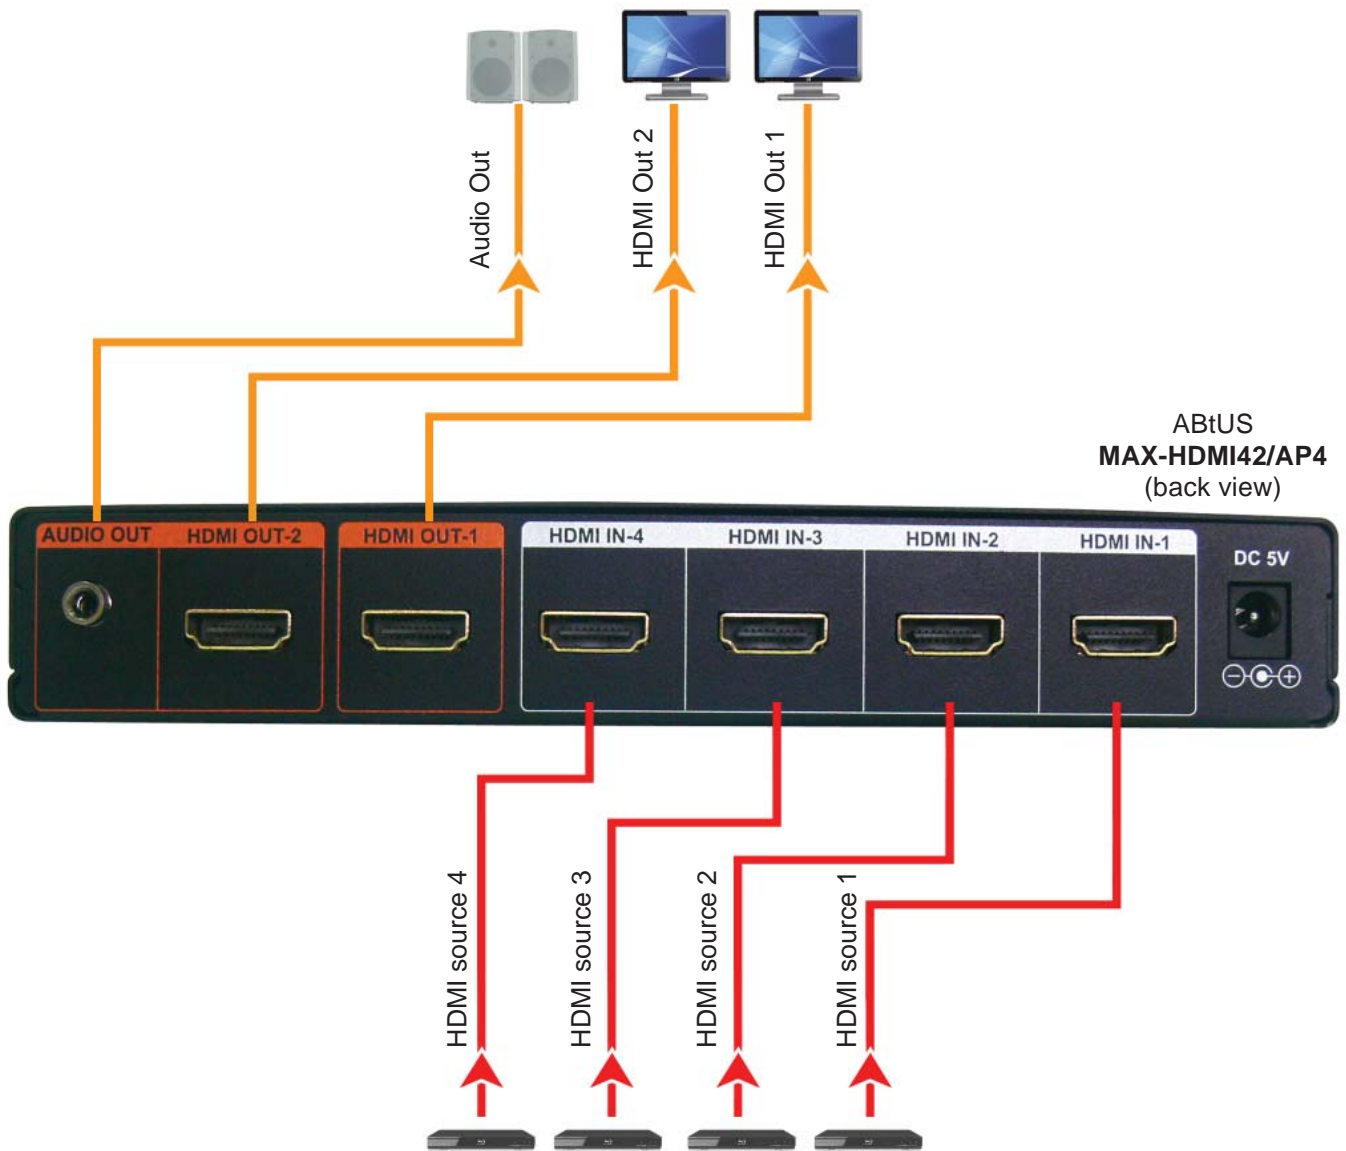 Audio Out
HDMI Out 2
HDMI Out 1
ABtUS
MAX-HDMI42/AP4
(back view)
AUDIO OUT
HDMI OUT-2
HDMI OUT-1
HDMI IN-4
HDMI IN-3
HDMI IN-2
HDMI IN-1
DC 5V
HDMI source 4
HDMI source 3
HDMI source 2
HDMI source 1